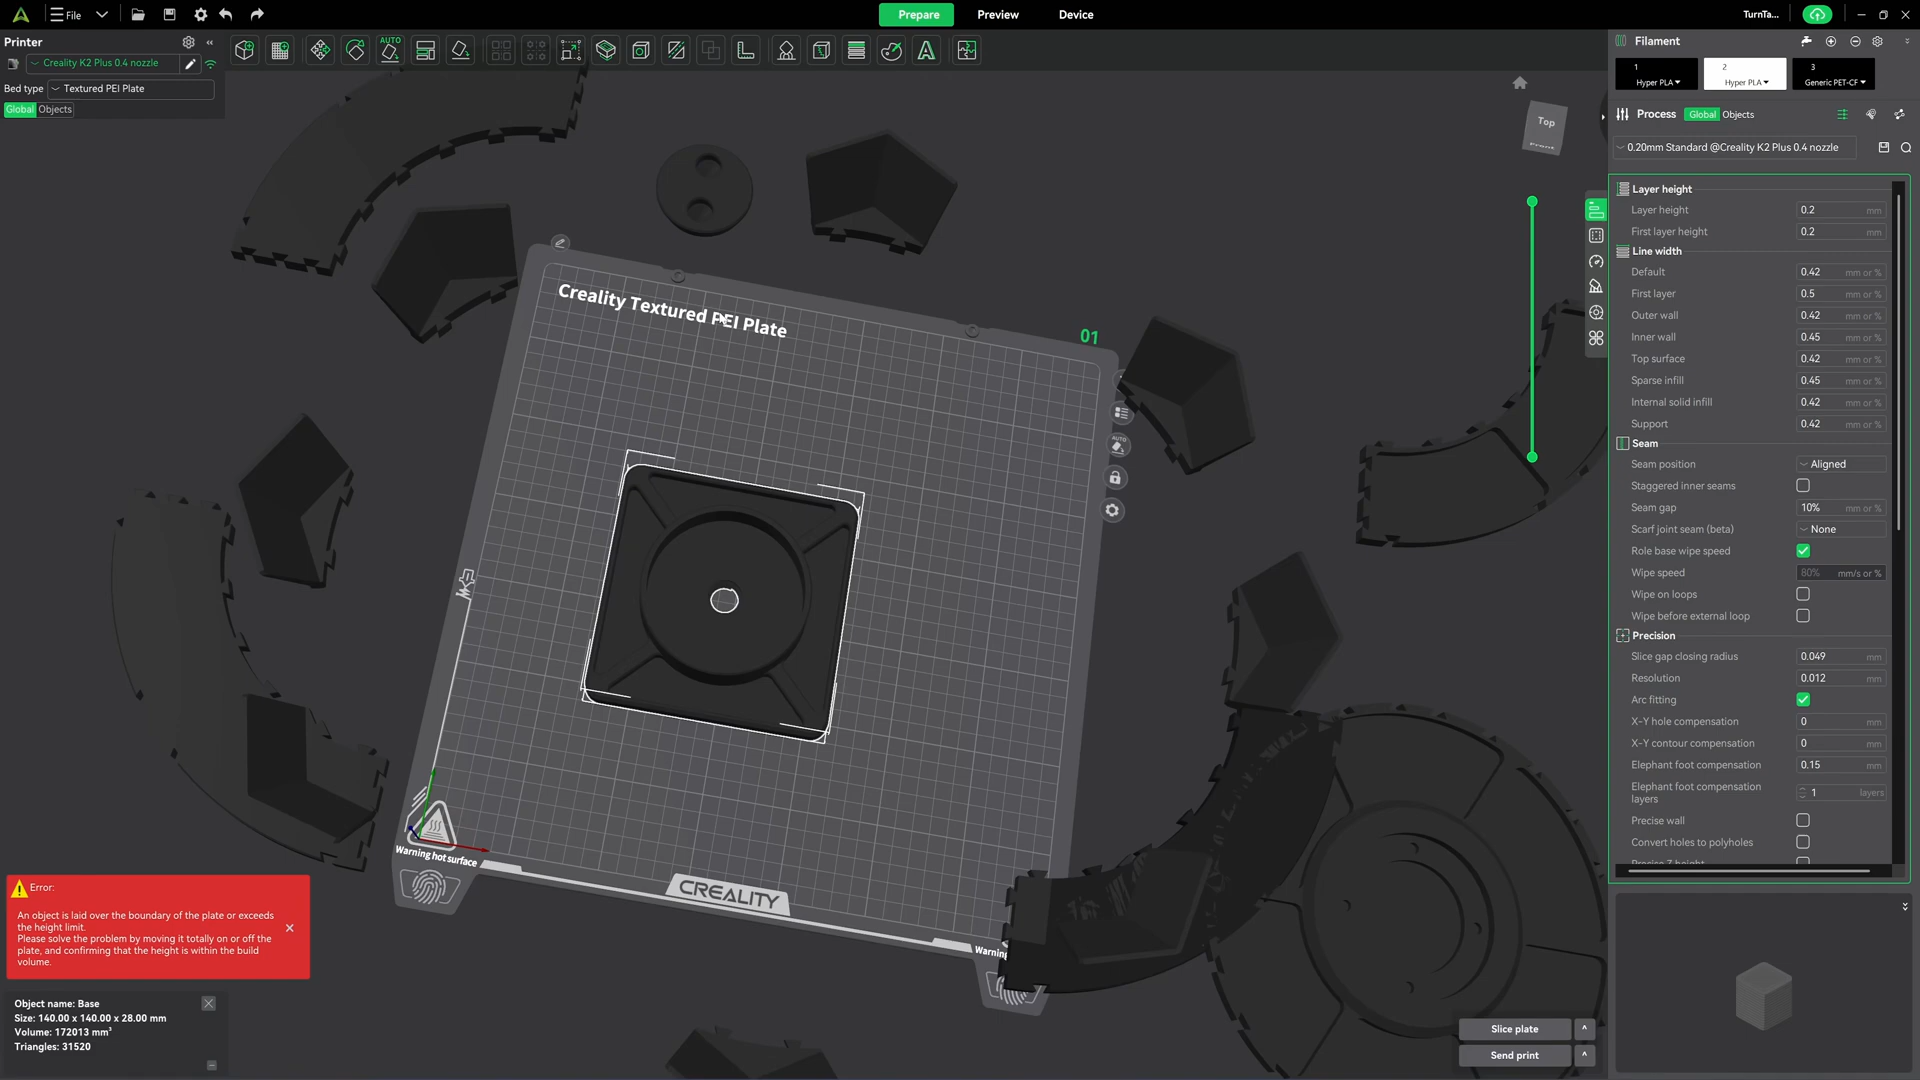 File
Prepare
Preview
Device
TurnTa...
Printer
Creality K2 Plus 0.4 nozzle
Bed type
Textured PEI Plate
Global
Objects
AUTO
Top
Creality Textured PEI Plate
01
AUTO
Warning hot surface
CREALITY
Error:
An object is laid over the boundary of the plate or exceeds
the height limit.
Please solve the problem by moving it totally on or off the
plate, and confirming that the height is within the build
volume.
Object name: Base
Size: 140.00 x 140.00 x 28.00 mm
Volume: 172013 mm³
Triangles: 31520
Slice plate
Send print
Filament
1
Hyper PLA
2
Hyper PLA
3
Generic PET-CF
Process
Global
Objects
0.20mm Standard @Creality K2 Plus 0.4 nozzle
Layer height
Layer height 0.2 mm
First layer height 0.2 mm
Line width
Default 0.42 mm or %
First layer 0.5 mm or %
Outer wall 0.42 mm or %
Inner wall 0.45 mm or %
Top surface 0.42 mm or %
Sparse infill 0.45 mm or %
Internal solid infill 0.42 mm or %
Support 0.42 mm or %
Seam
Seam position Aligned
Staggered inner seams
Seam gap 10% mm or %
Scarf joint seam (beta) None
Role base wipe speed
Wipe speed 80% mm/s or %
Wipe on loops
Wipe before external loop
Precision
Slice gap closing radius 0.049 mm
Resolution 0.012 mm
Arc fitting
X-Y hole compensation 0 mm
X-Y contour compensation 0 mm
Elephant foot compensation 0.15 mm
Elephant foot compensation
layers 1 layers
Precise wall
Convert holes to polyholes
Precise Z height